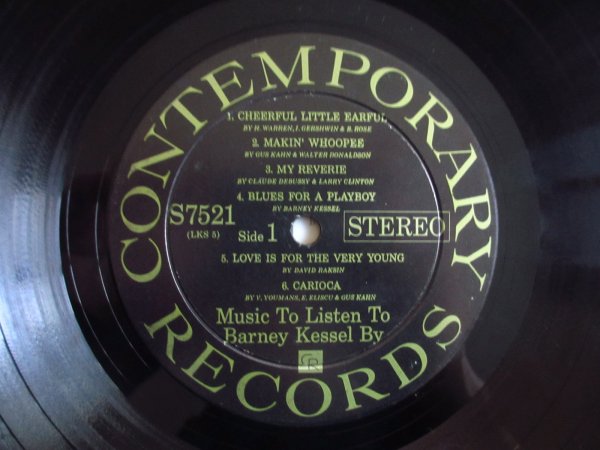 CONTEMPORARY
1. CHEERFUL LITTLE EARFUL
BY H. WARREN, I. GERSHWIN & B. ROSE
2. MAKIN' WHOOPEE
BY GUS KAHN & WALTER DONALDSON
3. MY REVERIE
BY CLAUDE DEBUSSY & LARRY CLINTON
4. BLUES FOR A PLAYBOY
BY BARNEY KESSEL
S7521
(LKS 5)
Side 1
STEREO
5. LOVE IS FOR THE VERY YOUNG
BY DAVID RAKSIN
6. CARIOCA
BY V. YOUMANS, E. ELISCU & GUS KAHN
Music To Listen To
Barney Kessel By
CR
RECORDS